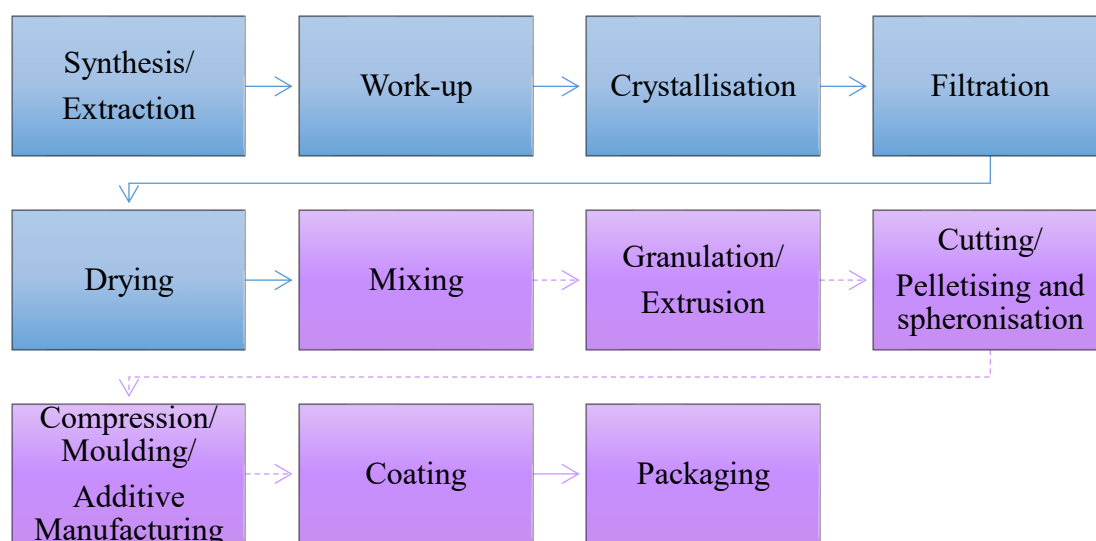 Synthesis/
Extraction
Work-up
Crystallisation
Filtration
Drying
Mixing
Granulation/
Extrusion
Cutting/
Pelletising and
spheronisation
Compression/
Moulding/
Additive
Manufacturing
Coating
Packaging